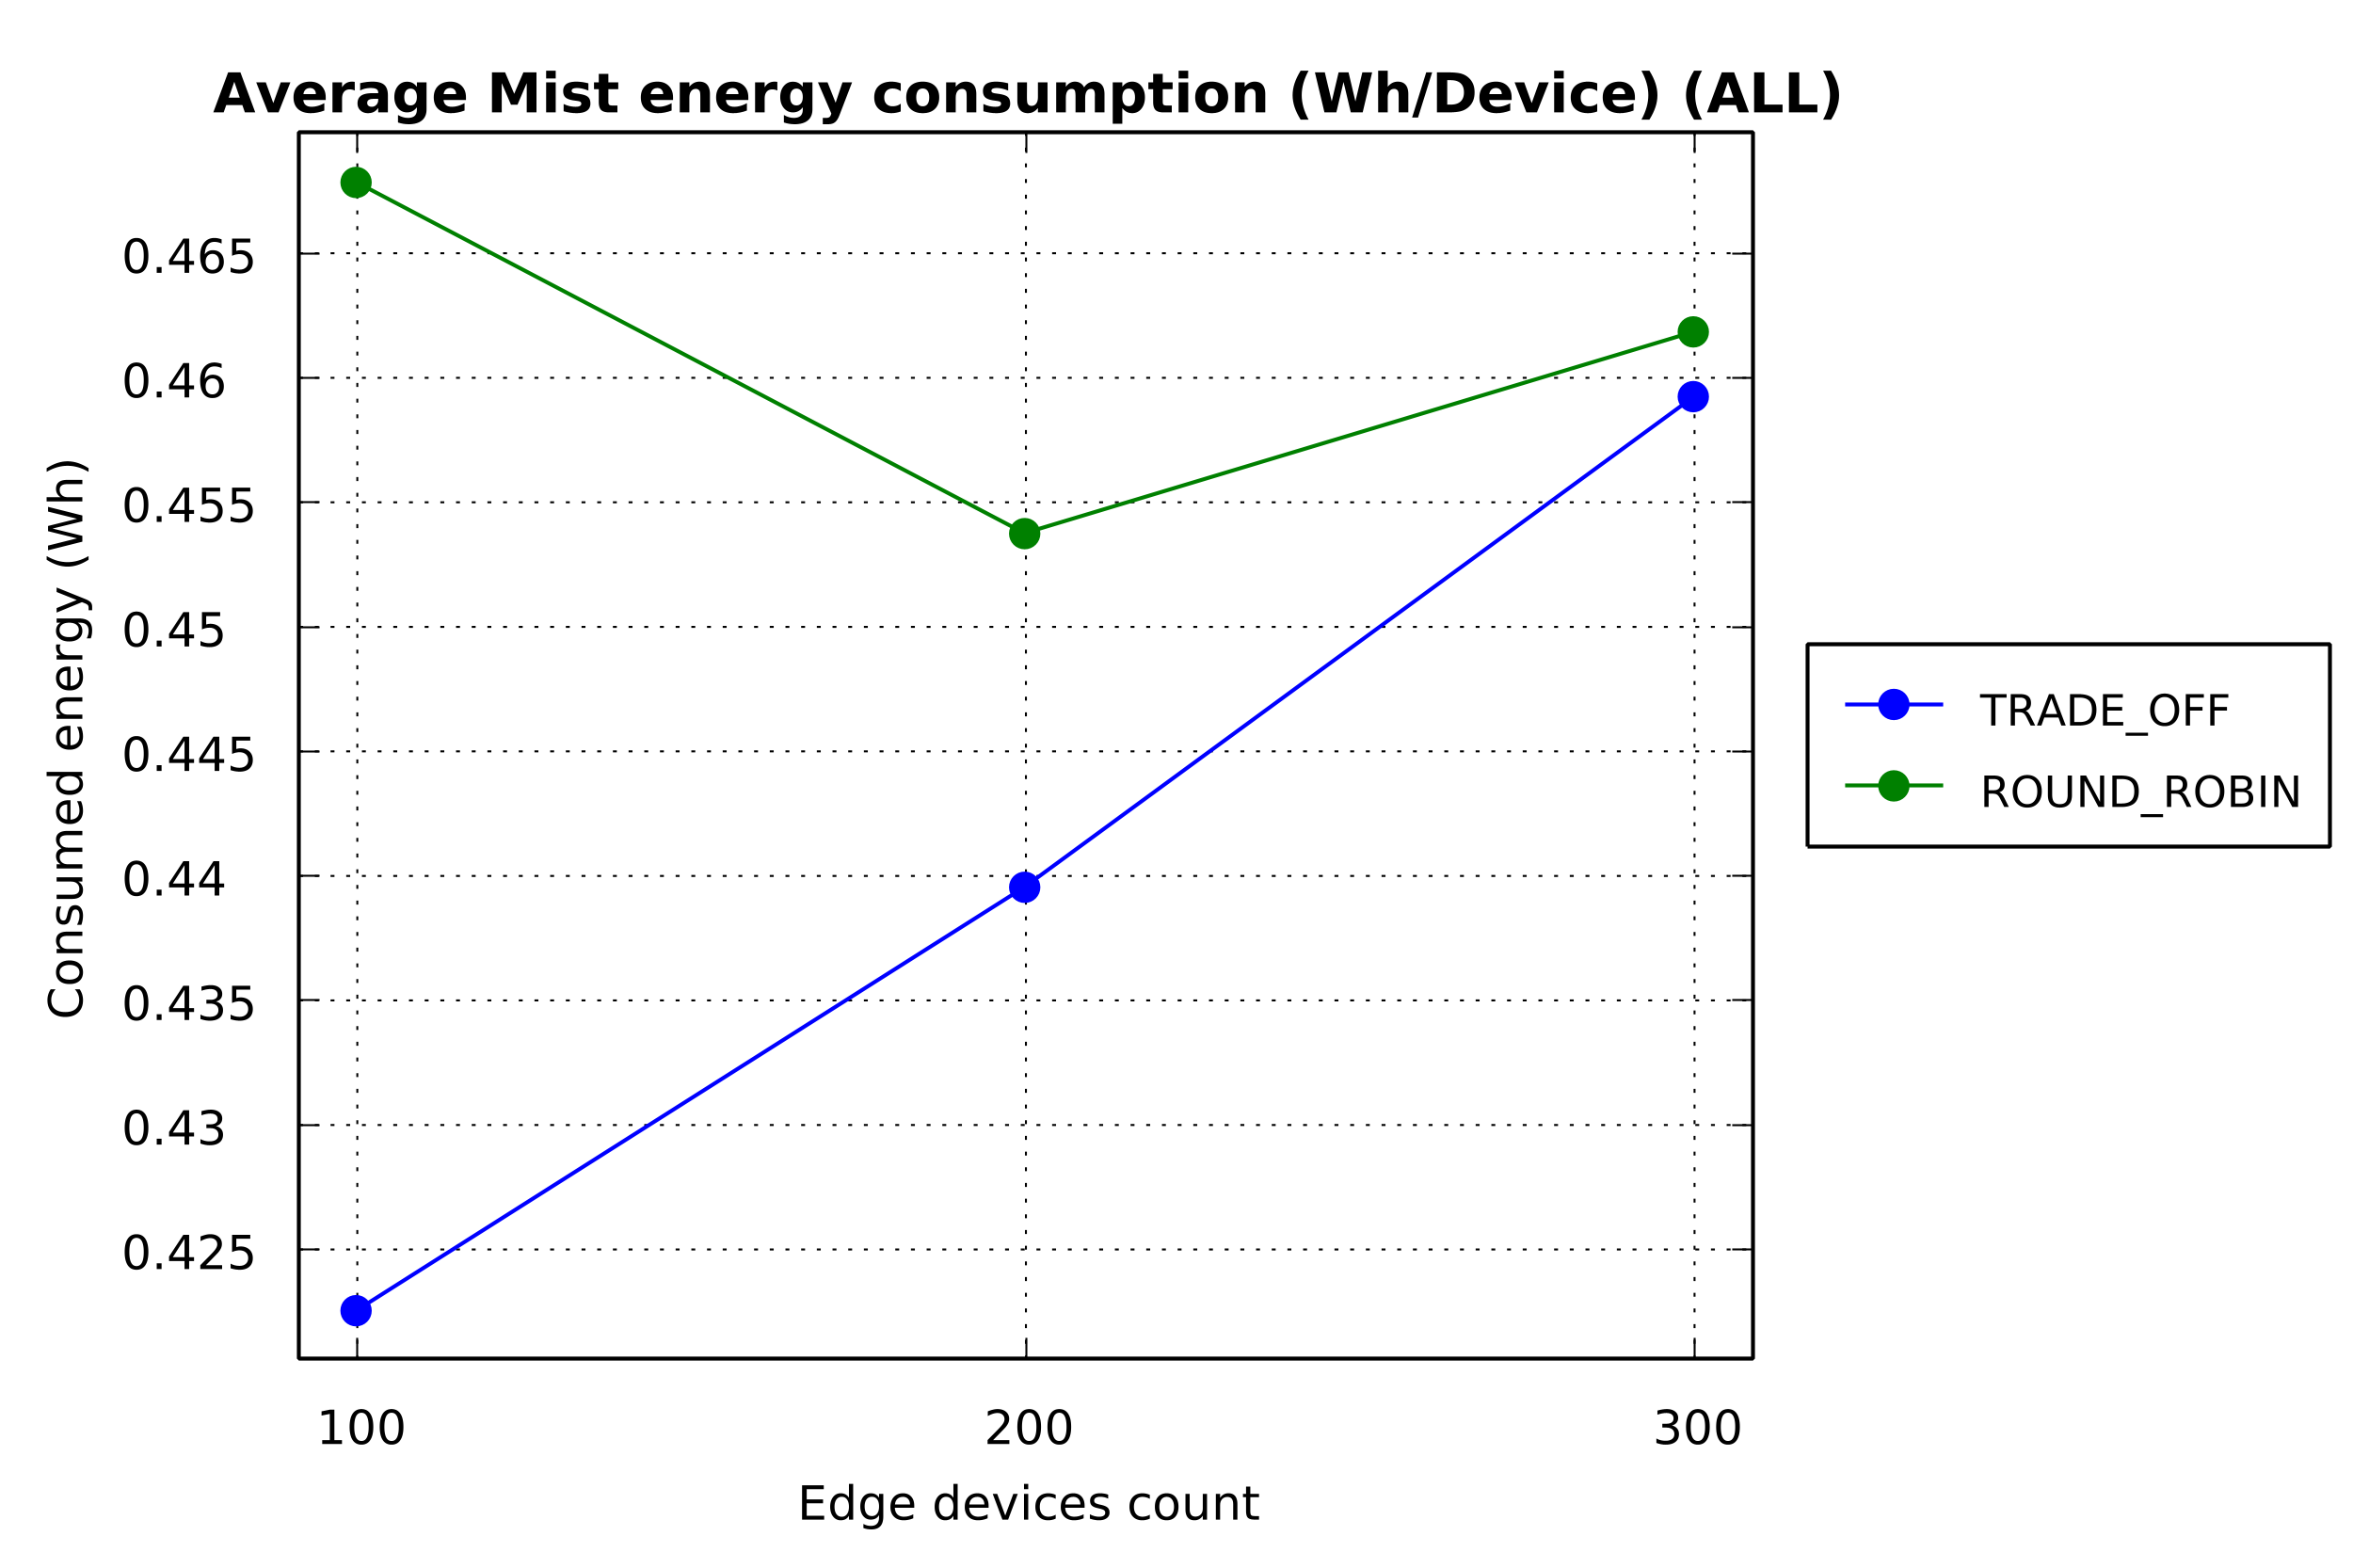 Average Mist energy consumption (Wh/Device) (ALL)
Consumed energy (Wh)
0.465
0.46
0.455
0.45
0.445
0.44
0.435
0.43
0.425
100
200
300
Edge devices count
TRADE_OFF
ROUND_ROBIN